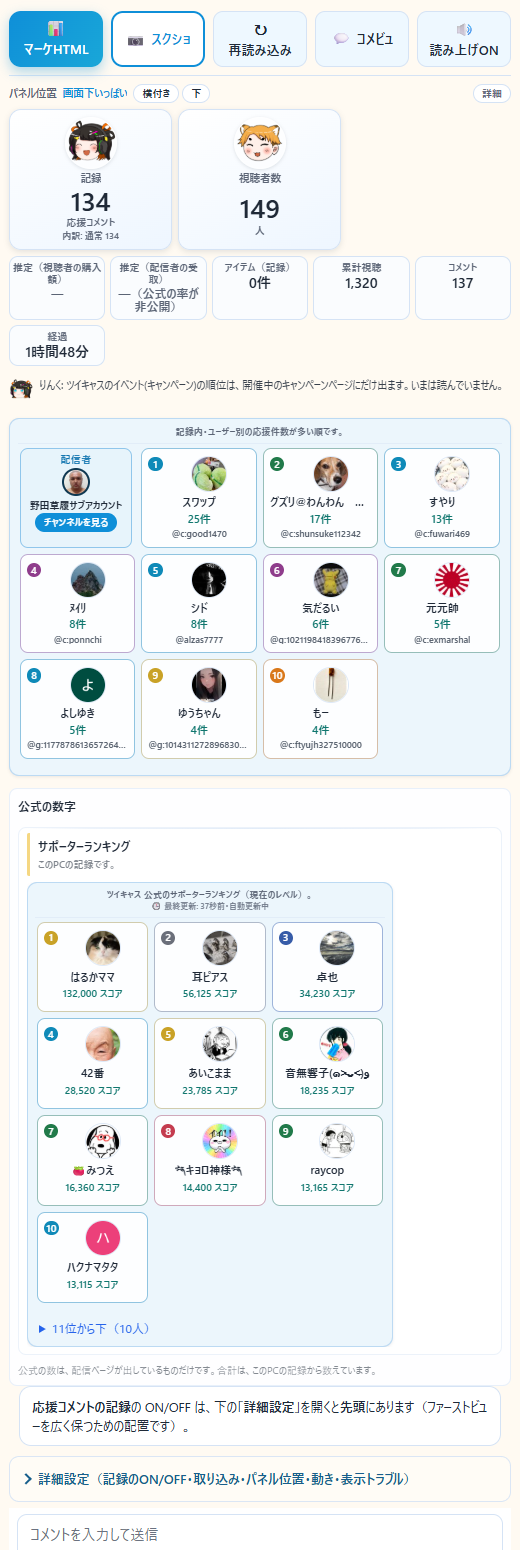 マーケHTML
スクショ
再読み込み
コメビュ
読み上げON
パネル位置 画面下いっぱい 横付き 下 詳細
記録
134
応援コメント
内訳: 通常 134
視聴者数
149
人
推定（視聴者の購入額）
—
推定（配信者の受取）
—（公式の率が非公開）
アイテム（記録）
0件
累計視聴
1,320
コメント
137
経過
1時間48分
りんく: ツイキャスのイベント(キャンペーン)の順位は、開催中のキャンペーンページにだけ出ます。いまは読んでいません。
記録内・ユーザー別の応援件数が多い順です。
配信者
野田草履サブアカウント
チャンネルを見る
1
スワップ
25件
@c:good1470
2
グズリ＠わんわん …
17件
@c:shunsuke112342
3
すやり
13件
@c:fuwari469
4
ﾇｲﾘ
8件
@c:ponnchi
5
シド
8件
@alzas7777
6
気だるい
6件
@g:1021198418396776...
7
元元帥
5件
@c:exmarshal
8
よ
よしゆき
5件
@g:1177878613657264...
9
ゆうちゃん
4件
@g:1014311272896830...
10
もー
4件
@c:ftyujh327510000
公式の数字
サポーターランキング
このPCの記録です。
ツイキャス 公式のサポーターランキング（現在のレベル）。
最終更新: 37秒前・自動更新中
1
はるかママ
132,000 スコア
2
耳ピアス
56,125 スコア
3
卓也
34,230 スコア
4
42番
28,520 スコア
5
あいこまま
23,785 スコア
6
音無響子(๑˃̵ᴗ˂̵)و
18,235 スコア
7
🍓みつえ
16,360 スコア
8
キョロ神様
14,400 スコア
9
raycop
13,165 スコア
10
ハ
ハクナマタタ
13,115 スコア
▶ 11位から下（10人）
公式の数は、配信ページが出しているものだけです。合計は、このPCの記録から数えています。
応援コメントの記録の ON/OFF は、下の「詳細設定」を開くと先頭にあります（ファーストビューを広く保つための配置です）。
詳細設定（記録のON/OFF・取り込み・パネル位置・動き・表示トラブル）
コメントを入力して送信